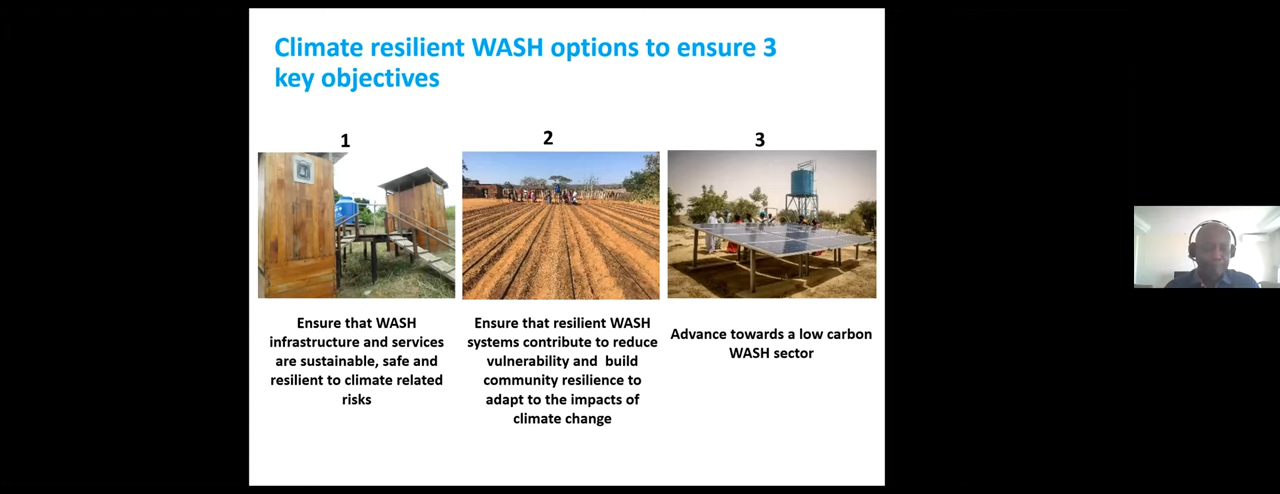 Climate resilient WASH options to ensure 3
key objectives
1
2
3
Ensure that WASH
infrastructure and services
are sustainable, safe and
resilient to climate related
risks
Ensure that resilient WASH
systems contribute to reduce
vulnerability and build
community resilience to
adapt to the impacts of
climate change
Advance towards a low carbon
WASH sector